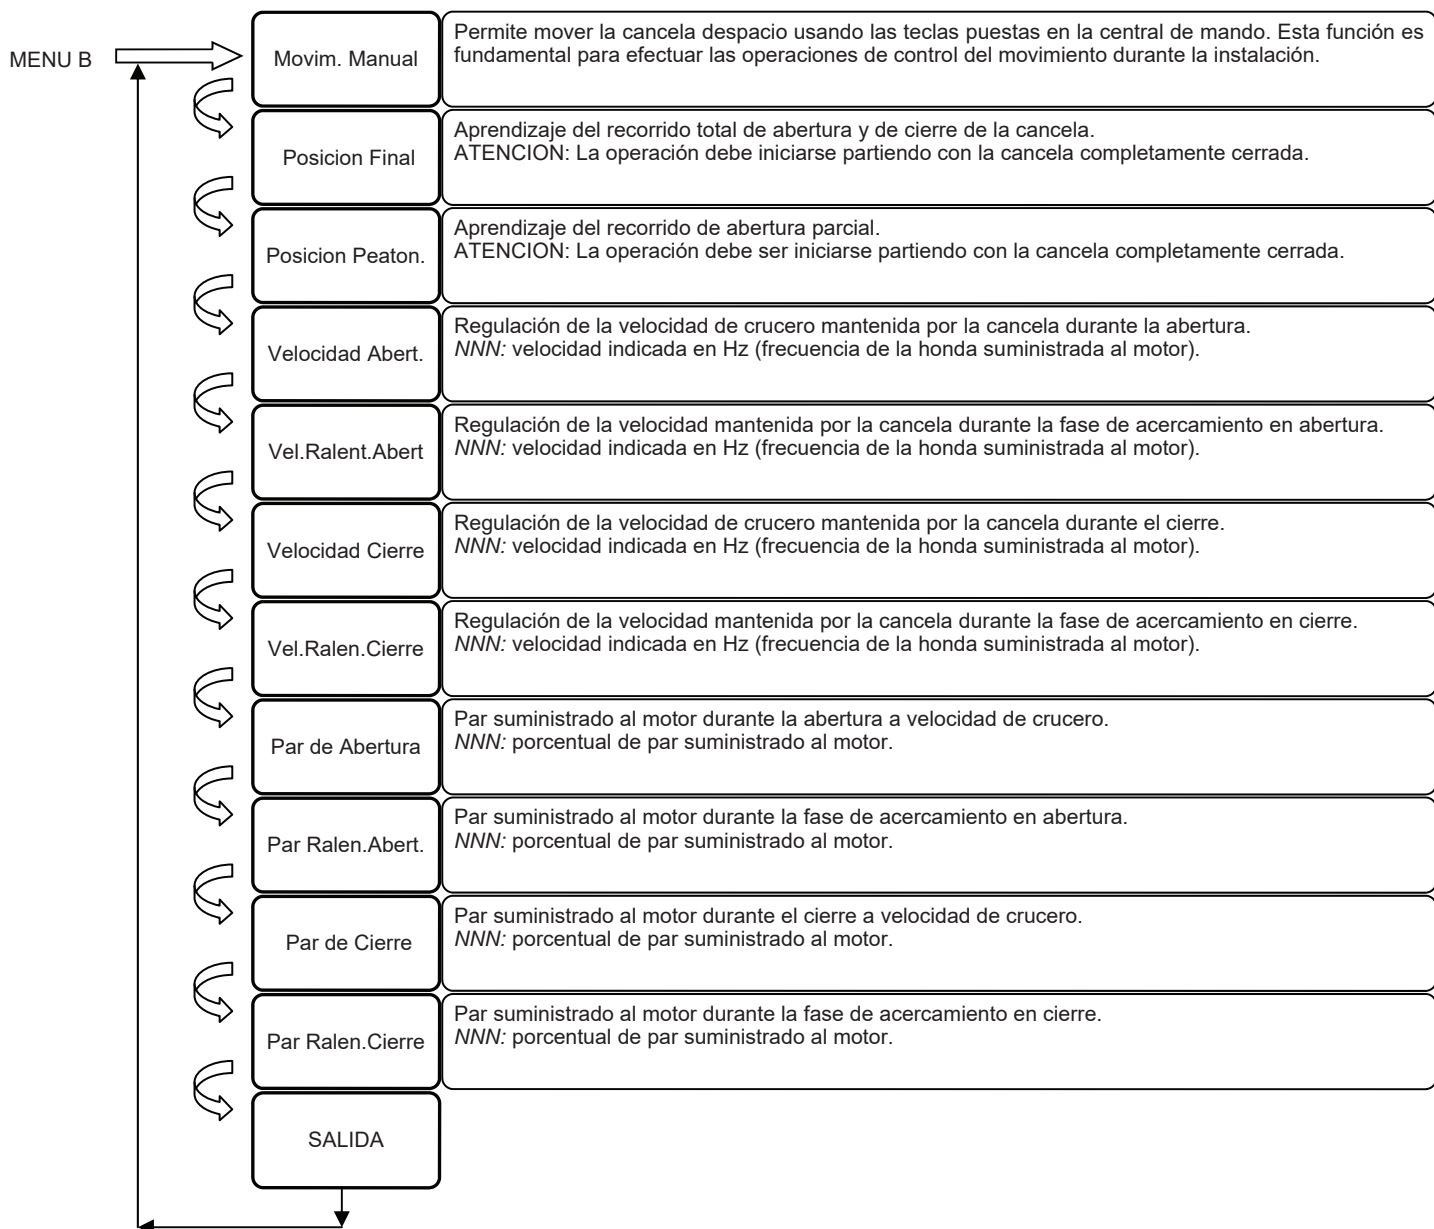 MENU B
Movim. Manual
Permite mover la cancela despacio usando las teclas puestas en la central de mando. Esta función es
fundamental para efectuar las operaciones de control del movimiento durante la instalación.
Posicion Final
Aprendizaje del recorrido total de abertura y de cierre de la cancela.
ATENCION: La operación debe iniciarse partiendo con la cancela completamente cerrada.
Posicion Peaton.
Aprendizaje del recorrido de abertura parcial.
ATENCION: La operación debe ser iniciarse partiendo con la cancela completamente cerrada.
Velocidad Abert.
Regulación de la velocidad de crucero mantenida por la cancela durante la abertura.
NNN: velocidad indicada en Hz (frecuencia de la honda suministrada al motor).
Vel.Ralent.Abert
Regulación de la velocidad mantenida por la cancela durante la fase de acercamiento en abertura.
NNN: velocidad indicada en Hz (frecuencia de la honda suministrada al motor).
Velocidad Cierre
Regulación de la velocidad de crucero mantenida por la cancela durante el cierre.
NNN: velocidad indicada en Hz (frecuencia de la honda suministrada al motor).
Vel.Ralen.Cierre
Regulación de la velocidad mantenida por la cancela durante la fase de acercamiento en cierre.
NNN: velocidad indicada en Hz (frecuencia de la honda suministrada al motor).
Par de Abertura
Par suministrado al motor durante la abertura a velocidad de crucero.
NNN: porcentual de par suministrado al motor.
Par Ralen.Abert.
Par suministrado al motor durante la fase de acercamiento en abertura.
NNN: porcentual de par suministrado al motor.
Par de Cierre
Par suministrado al motor durante el cierre a velocidad de crucero.
NNN: porcentual de par suministrado al motor.
Par Ralen.Cierre
Par suministrado al motor durante la fase de acercamiento en cierre.
NNN: porcentual de par suministrado al motor.
SALIDA